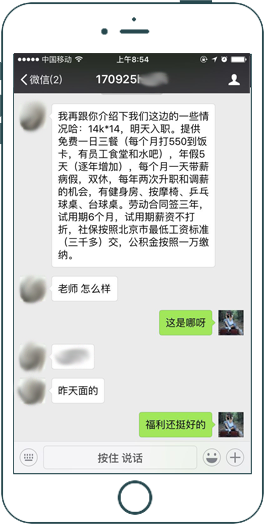 中国移动
上午8:54
微信(2)
170925h
我再跟你介绍下我们这边的一些情
况哈：14k*14，明天入职。提供
免费一日三餐（每个月打550到饭
卡，有员工食堂和水吧），年假5天
（逐年增加），每个月一天带薪
病假，双休，每年两次升职和调薪
的机会，有健身房、按摩椅、乒乓
球桌、台球桌。劳动合同签三年，
试用期6个月，试用期薪资不打
折，社保按照北京市最低工资标准
（三千多）交，公积金按照一万缴
纳。
老师 怎么样
这是哪呀
昨天面的
福利还挺好的
按住 说话